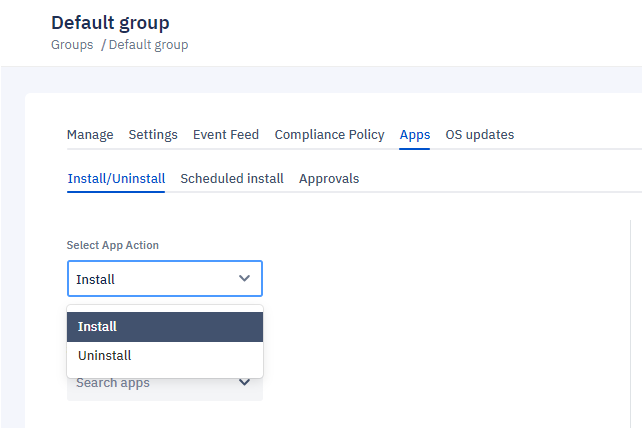 Default group
Groups / Default group
Manage Settings Event Feed Compliance Policy Apps OS updates
Install/Uninstall Scheduled install Approvals
Select App Action
Install
Install
Uninstall
Search apps